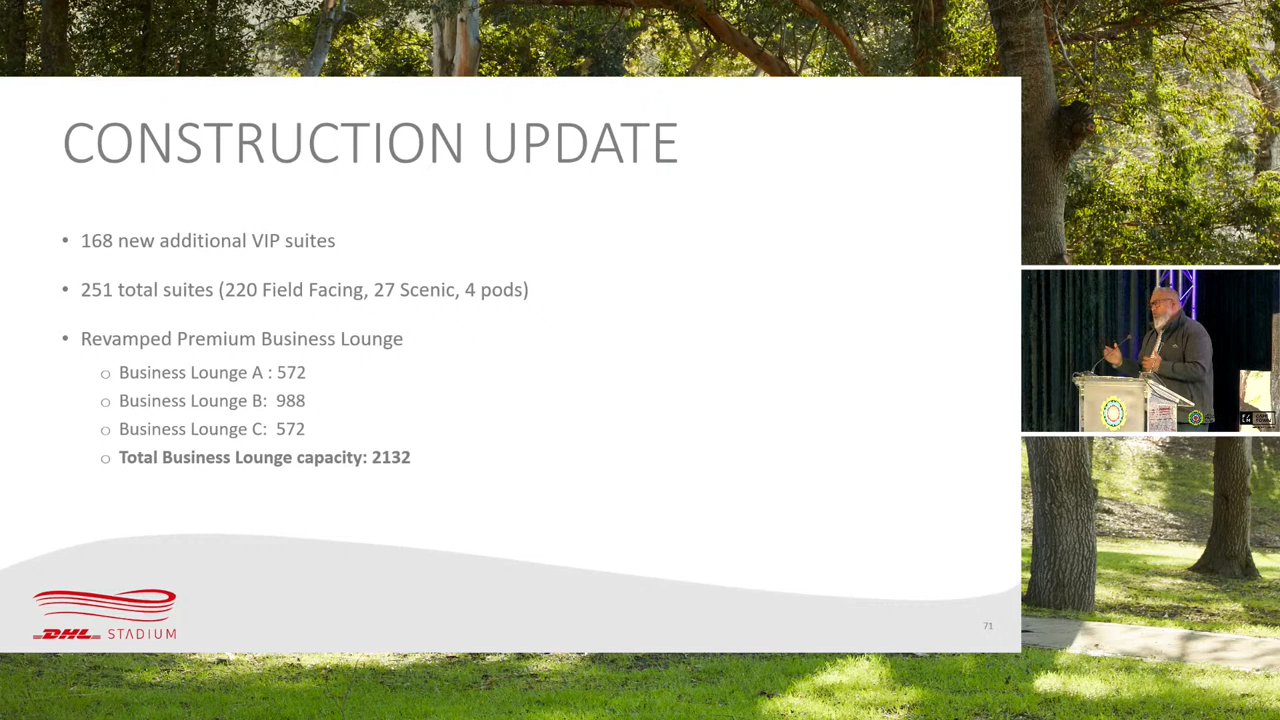 CONSTRUCTION UPDATE
• 168 new additional VIP suites
• 251 total suites (220 Field Facing, 27 Scenic, 4 pods)
• Revamped Premium Business Lounge
○ Business Lounge A : 572
○ Business Lounge B: 988
○ Business Lounge C: 572
○ Total Business Lounge capacity: 2132
DHL STADIUM
71